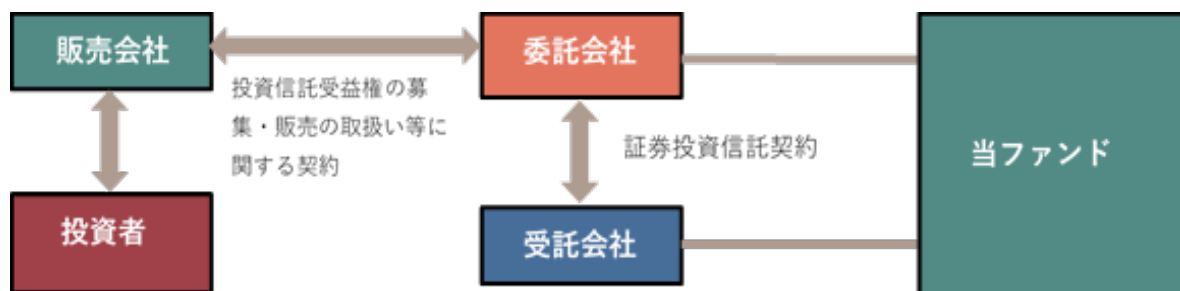 販売会社
委託会社
投資信託受益権の募
集・販売の取扱い等に
関する契約
証券投資信託契約
当ファンド
投資者
受託会社